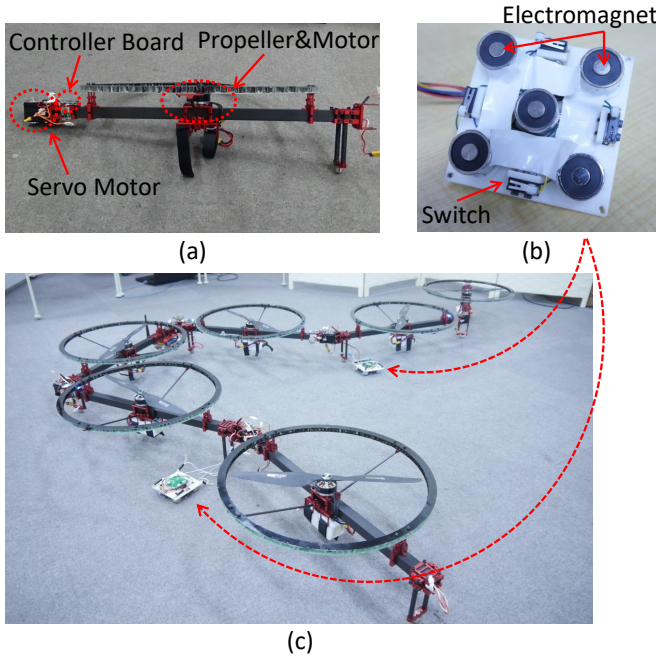 Controller Board
Propeller&Motor
Servo Motor
(a)
Electromagnet
Switch
(b)
(c)